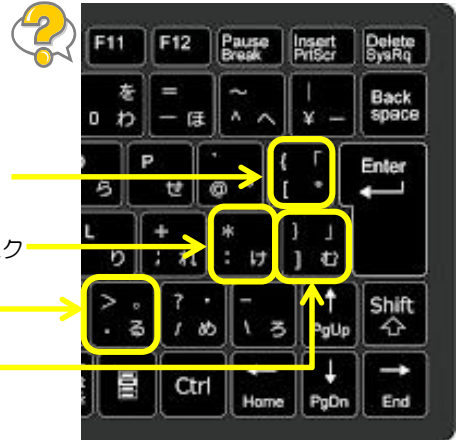 ?
F11 F12 Pause Insert Delete
Break PrtScr SysRq
を = ~ | Back
0 わ - ほ ^ へ ¥ ー space
P ` { 「 Enter
ら せ @ [ ゜
L + * } 」
ク
り ; れ : け ] む
> 。 ? ・ _ ↑ Shift
. る / め \ ろ PgUp
Ctrl ← ↓ →
Home PgDn End